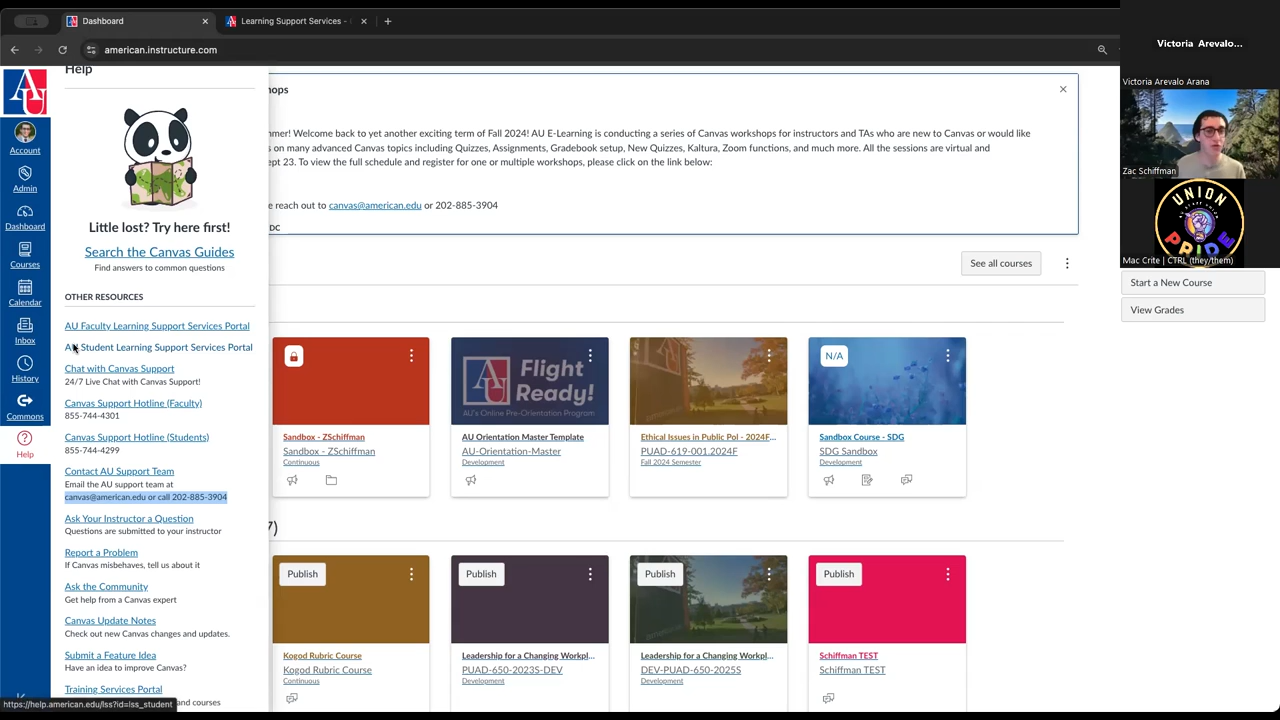 Dashboard
Learning Support Services -
american.instructure.com
AU
Account
Admin
Dashboard
Courses
Calendar
Inbox
History
Commons
Help
Help
Little lost? Try here first!
Search the Canvas Guides
Find answers to common questions
OTHER RESOURCES
AU Faculty Learning Support Services Portal
AU Student Learning Support Services Portal
Chat with Canvas Support
24/7 Live Chat with Canvas Support!
Canvas Support Hotline (Faculty)
855-744-4301
Canvas Support Hotline (Students)
855-744-4299
Contact AU Support Team
Email the AU support team at
canvas@american.edu or call 202-885-3904
Ask Your Instructor a Question
Questions are submitted to your instructor
Report a Problem
If Canvas misbehaves, tell us about it
Ask the Community
Get help from a Canvas expert
Canvas Update Notes
Check out new Canvas changes and updates.
Submit a Feature Idea
Have an idea to improve Canvas?
Training Services Portal
and courses
https://help.american.edu/lss?id=iss_student
hops
mmer! Welcome back to yet another exciting term of Fall 2024! AU E-Learning is conducting a series of Canvas workshops for instructors and TAs who are new to Canvas or would like
s on many advanced Canvas topics including Quizzes, Assignments, Gradebook setup, New Quizzes, Kaltura, Zoom functions, and much more. All the sessions are virtual and
ept 23. To view the full schedule and register for one or multiple workshops, please click on the link below:
e reach out to canvas@american.edu or 202-885-3904
DC
See all courses
Sandbox - ZSchiffman
Sandbox - ZSchiffman
Continuous
AU Flight Ready!
AU's Online Pre-Orientation Program
AU Orientation Master Template
AU-Orientation-Master
Development
Ethical Issues in Public Pol - 2024F...
PUAD-619-001.2024F
Fall 2024 Semester
N/A
Sandbox Course - SDG
SDG Sandbox
Development
7)
Publish
Kogod Rubric Course
Kogod Rubric Course
Continuous
Publish
Leadership for a Changing Workpl...
PUAD-650-2023S-DEV
Development
Publish
Leadership for a Changing Workpl...
DEV-PUAD-650-2025S
Development
Publish
Schiffman TEST
Schiffman TEST
Victoria Arevalo...
Victoria Arevalo Arana
Zac Schiffman
UNION
PRIDE
Mac Crite | CTRL (they/them)
Start a New Course
View Grades